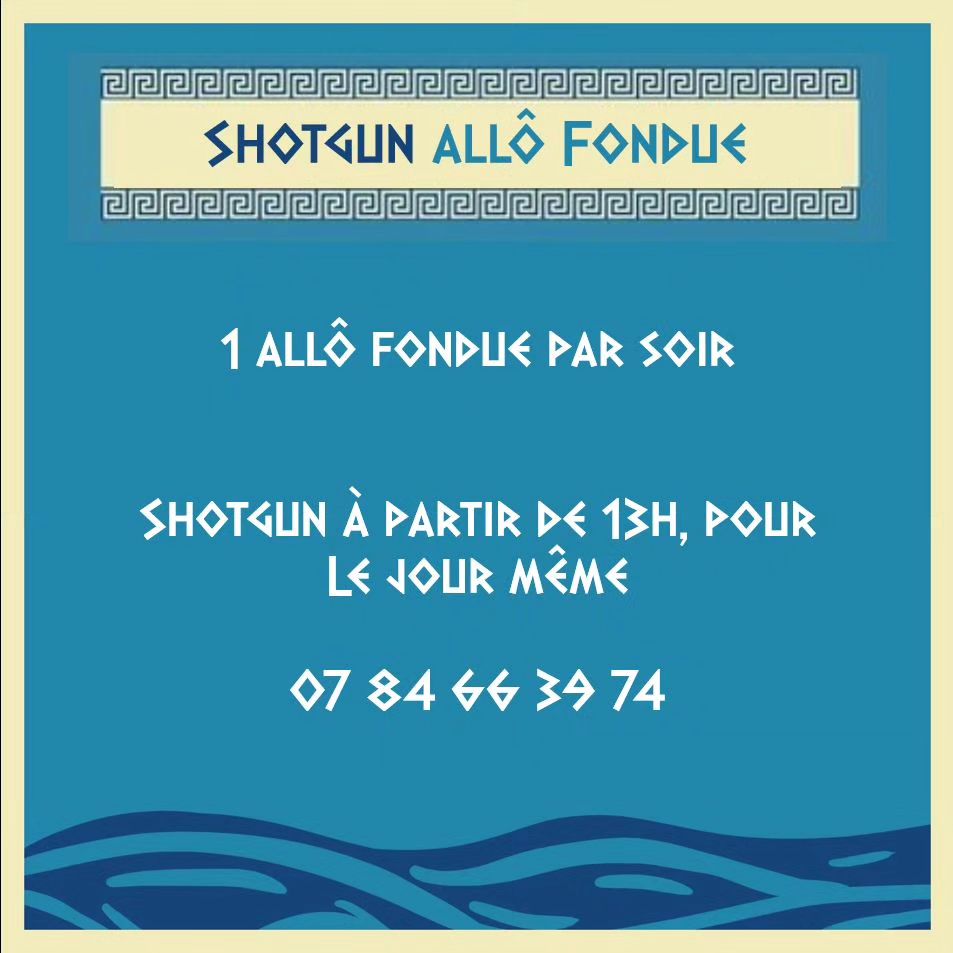 Shotgun allô Fondue
1 allô fondue par soir
Shotgun à partir de 13h, pour
Le jour même
07 84 66 39 74